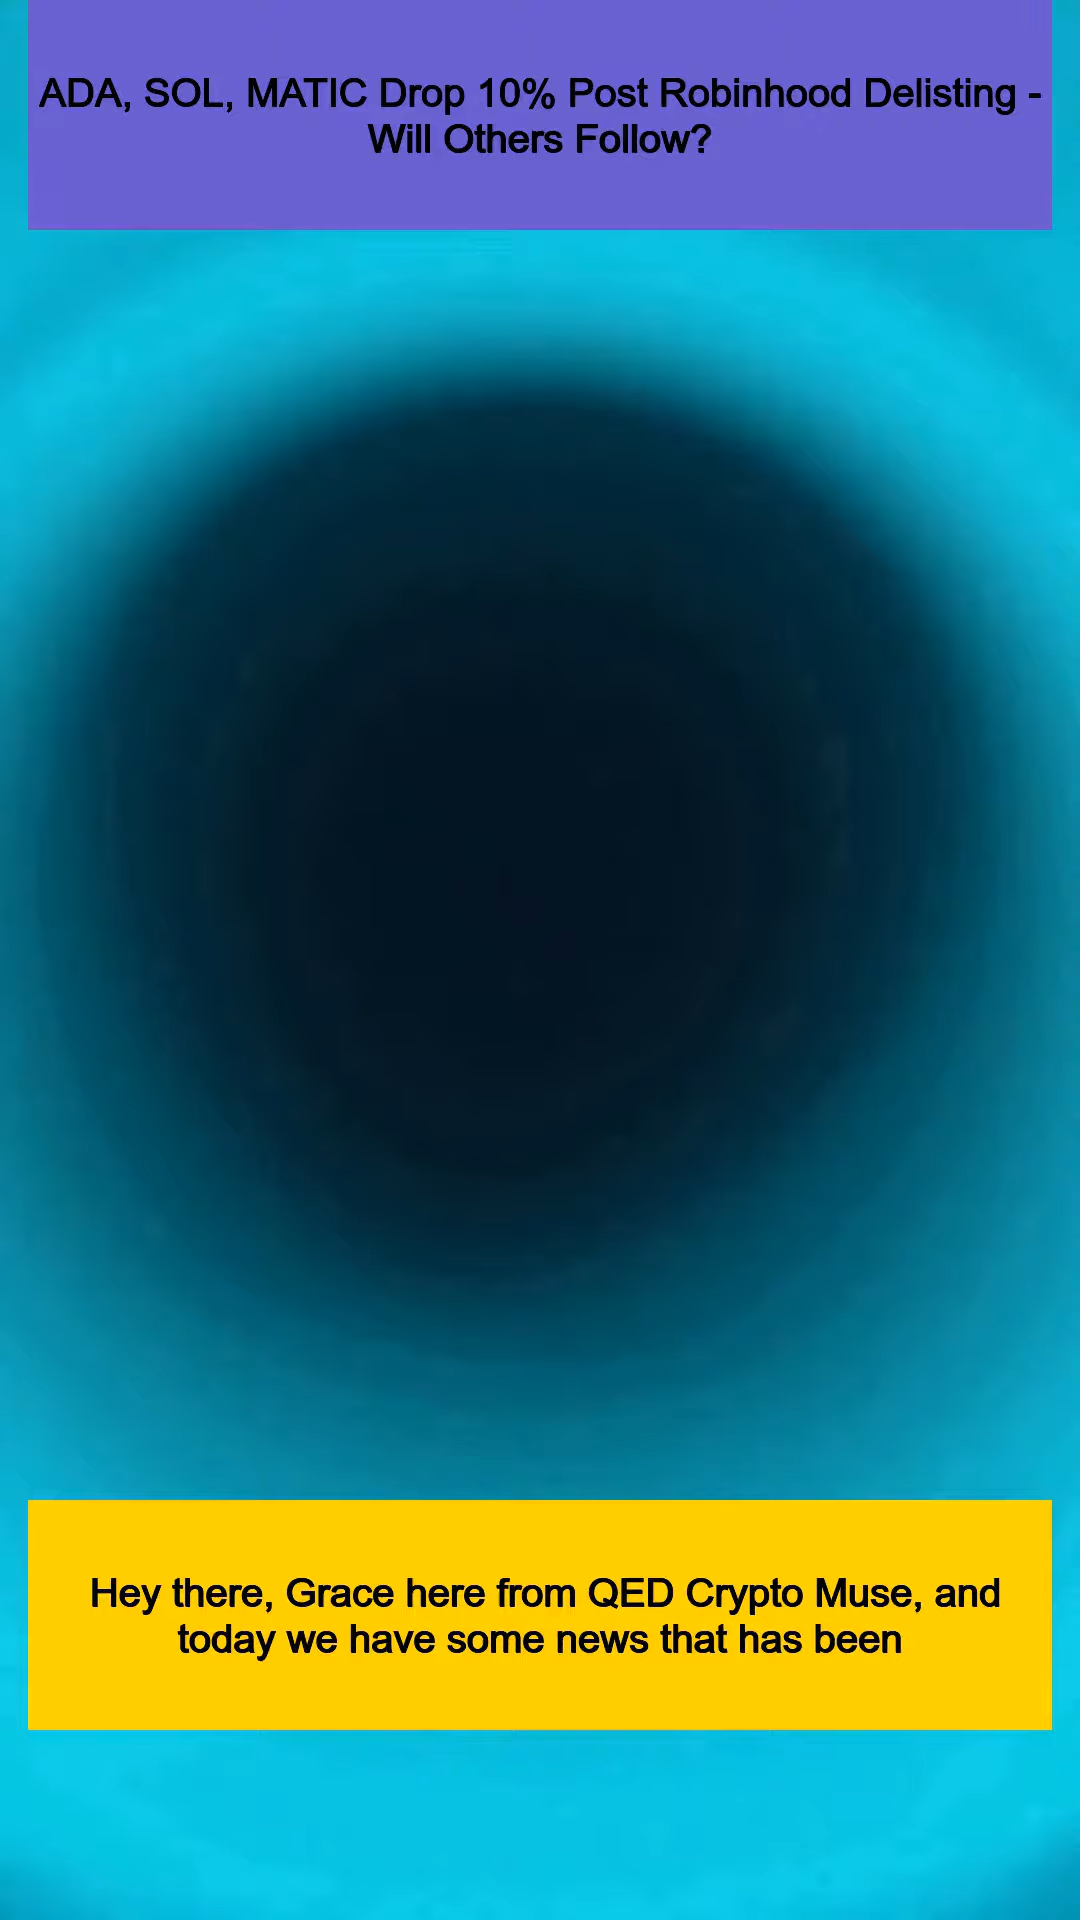 ADA, SOL, MATIC Drop 10% Post Robinhood Delisting -
Will Others Follow?
Hey there, Grace here from QED Crypto Muse, and
today we have some news that has been